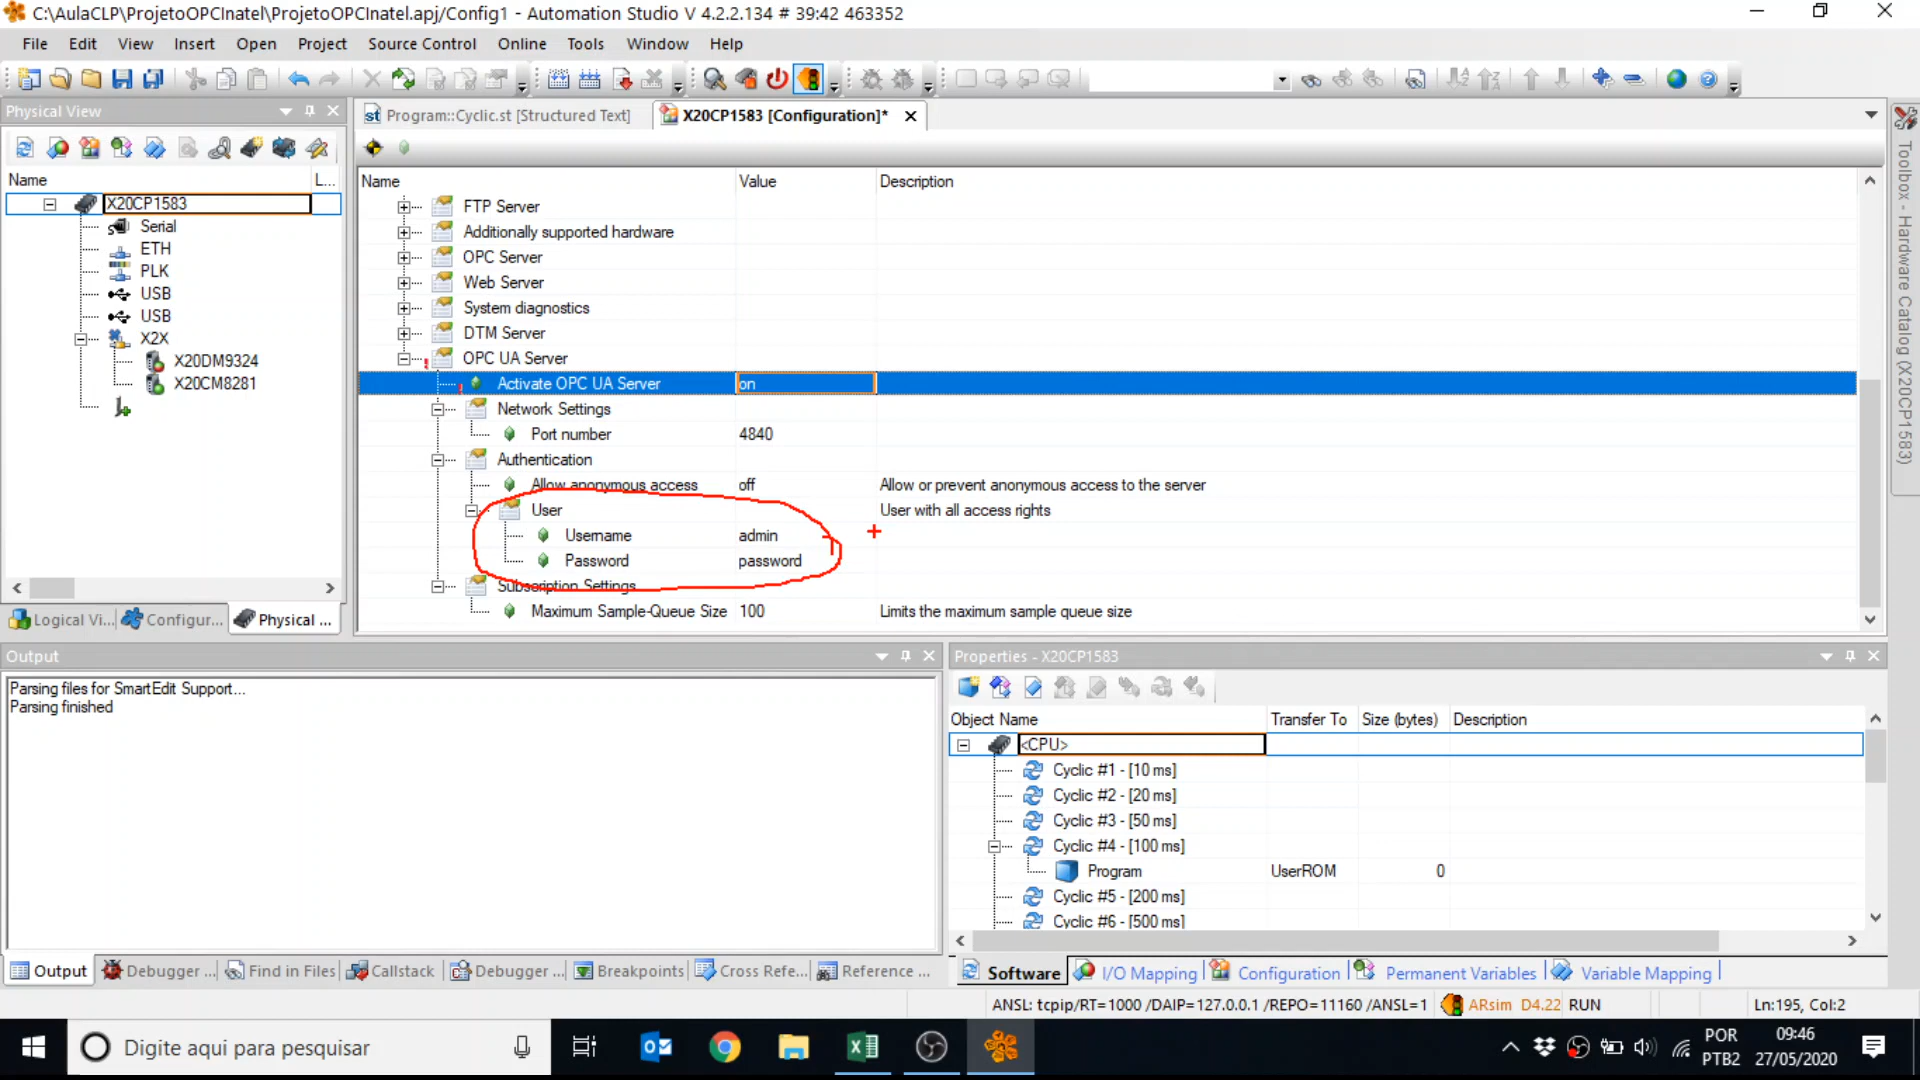 C:\AulaCLP\ProjetoOPCInatel\ProjetoOPCInatel.apj/Config1 - Automation Studio V 4.2.2.134 # 39:42 463352
File Edit View Insert Open Project Source Control Online Tools Window Help
Physical View
Program::Cyclic.st [Structured Text]
X20CP1583 [Configuration]*
Name L...
X20CP1583
Serial
ETH
PLK
USB
USB
X2X
X20DM9324
X20CM8281
Logical Vi... Configur... Physical ...
Name Value Description
FTP Server
Additionally supported hardware
OPC Server
Web Server
System diagnostics
DTM Server
OPC UA Server
Activate OPC UA Server on
Network Settings
Port number 4840
Authentication
Allow anonymous access off Allow or prevent anonymous access to the server
User User with all access rights
Username admin
Password password
Subscription Settings
Maximum Sample-Queue Size 100 Limits the maximum sample queue size
Toolbox - Hardware Catalog (X20CP1583)
Output
Parsing files for SmartEdit Support...
Parsing finished
Output Debugger ... Find in Files Callstack Debugger ... Breakpoints Cross Refe... Reference ...
Properties - X20CP1583
Object Name Transfer To Size (bytes) Description
<CPU>
Cyclic #1 - [10 ms]
Cyclic #2 - [20 ms]
Cyclic #3 - [50 ms]
Cyclic #4 - [100 ms]
Program UserROM 0
Cyclic #5 - [200 ms]
Cyclic #6 - [500 ms]
Software I/O Mapping Configuration Permanent Variables Variable Mapping
ANSL: tcpip/RT=1000 /DAIP=127.0.0.1 /REPO=11160 /ANSL=1 ARsim D4.22 RUN Ln:195, Col:2
Digite aqui para pesquisar
POR
PTB2
09:46
27/05/2020